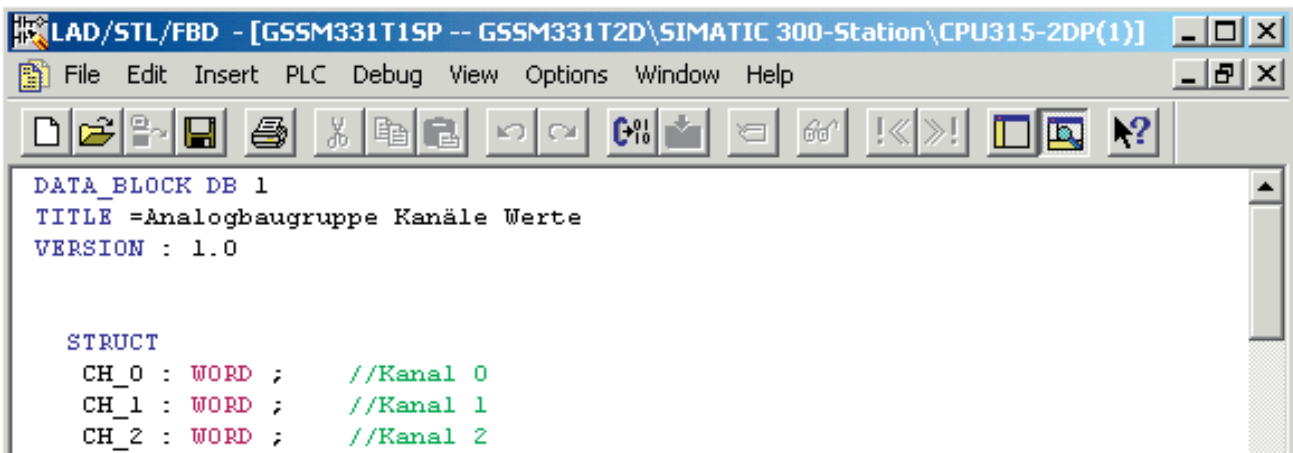 LAD/STL/FBD - [GSSM331T1SP -- GSSM331T2D\SIMATIC 300-Station\CPU315-2DP(1)]
File Edit Insert PLC Debug View Options Window Help
DATA_BLOCK DB 1
TITLE =Analogbaugruppe Kanäle Werte
VERSION : 1.0
STRUCT
CH_0 : WORD ; //Kanal 0
CH_1 : WORD ; //Kanal 1
CH_2 : WORD ; //Kanal 2